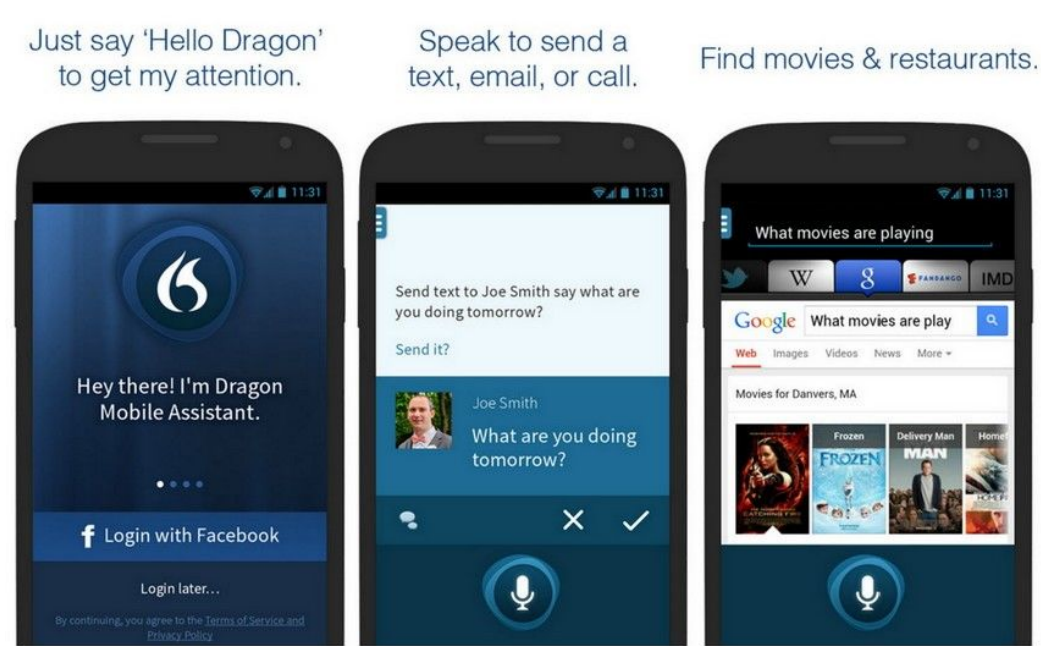 Just say ‘Hello Dragon’
to get my attention.
11:31
Hey there! I'm Dragon
Mobile Assistant.
f Login with Facebook
Login later...
By continuing, you agree to the Terms of Service and
Privacy Policy
Speak to send a
text, email, or call.
11:31
Send text to Joe Smith say what are
you doing tomorrow?
Send it?
Joe Smith
What are you doing
tomorrow?
Find movies & restaurants.
11:31
What movies are playing
W g FANDANGO IMD
Google What movies are play
Web Images Videos News More
Movies for Danvers, MA
Frozen Delivery Man Homef
FROZEN MAN
CATCHING FIRE